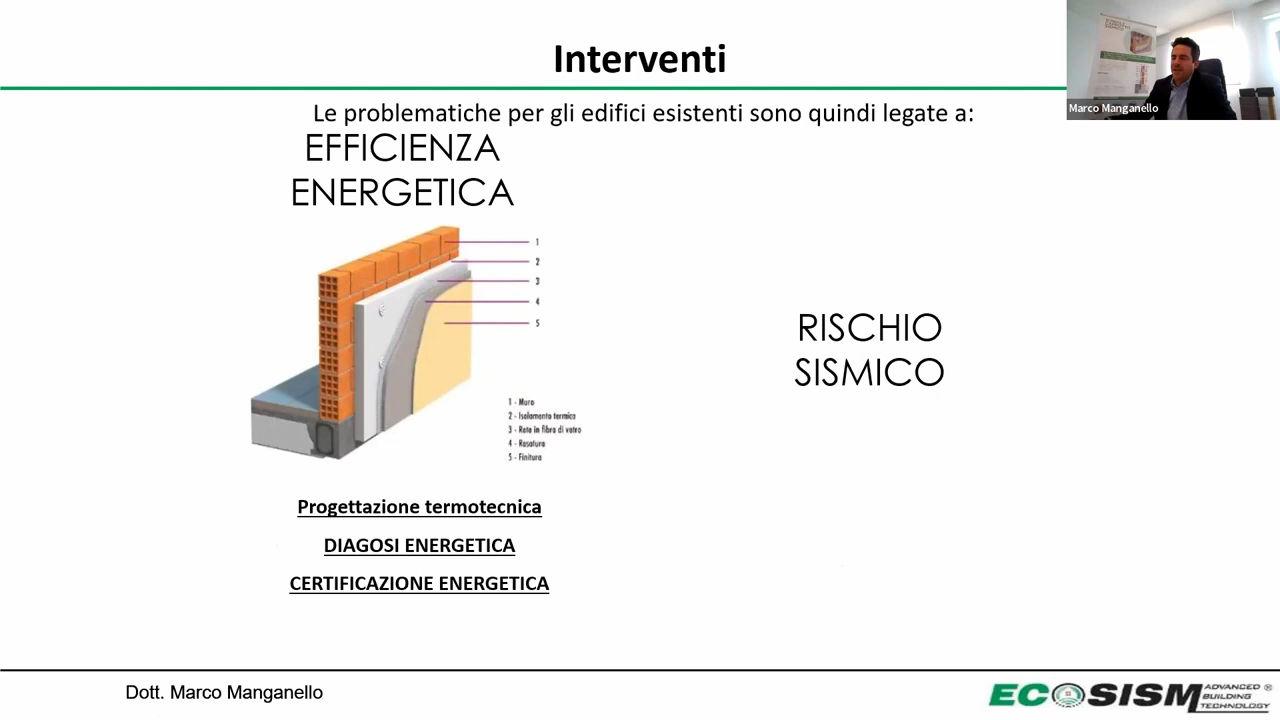 Interventi
Marco Manganello
Le problematiche per gli edifici esistenti sono quindi legate a:
EFFICIENZA
ENERGETICA
1
2
3
4
5
1 - Muro
2 - Isolamento termico
3 - Rete in fibra di vetro
4 - Rasatura
5 - Finitura
RISCHIO
SISMICO
Progettazione termotecnica
DIAGOSI ENERGETICA
CERTIFICAZIONE ENERGETICA
Dott. Marco Manganello
ECOSISM ADVANCED ®
BUILDING
TECHNOLOGY